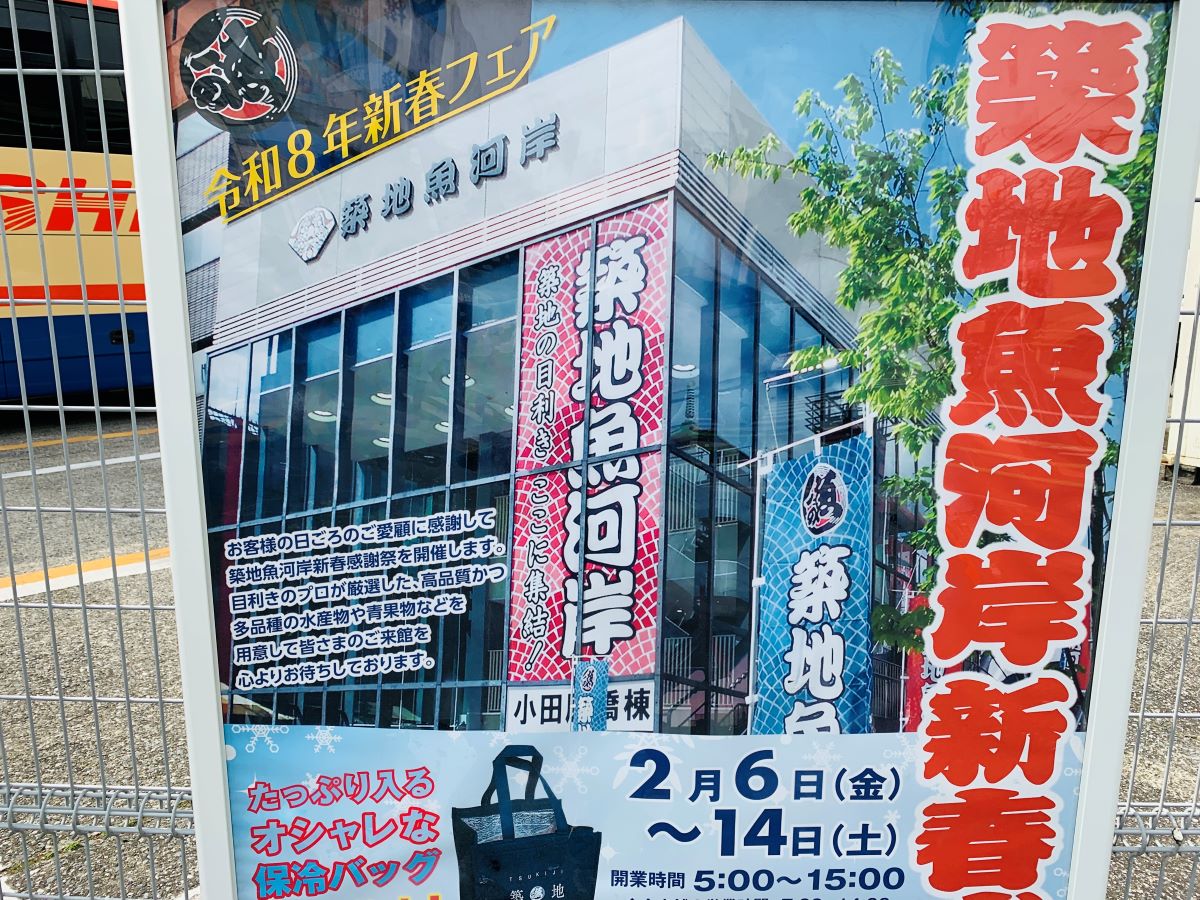 令和8年新春フェア
築地魚河岸
築地魚河岸新春
築地の目利きここに集結!
築地魚河岸
小田原橋棟
築地魚
お客様の日ごろのご愛顧に感謝して
築地魚河岸新春感謝祭を開催します。
目利きのプロが厳選した、高品質かつ
多品種の水産物や青果物などを
用意して皆さまのご来館を
心よりお待ちしております。
たっぷり入る
オシャレな
保冷バッグ
TSUKIJI
築地
2月6日(金)
〜14日(土)
開業時間 5:00〜15:00